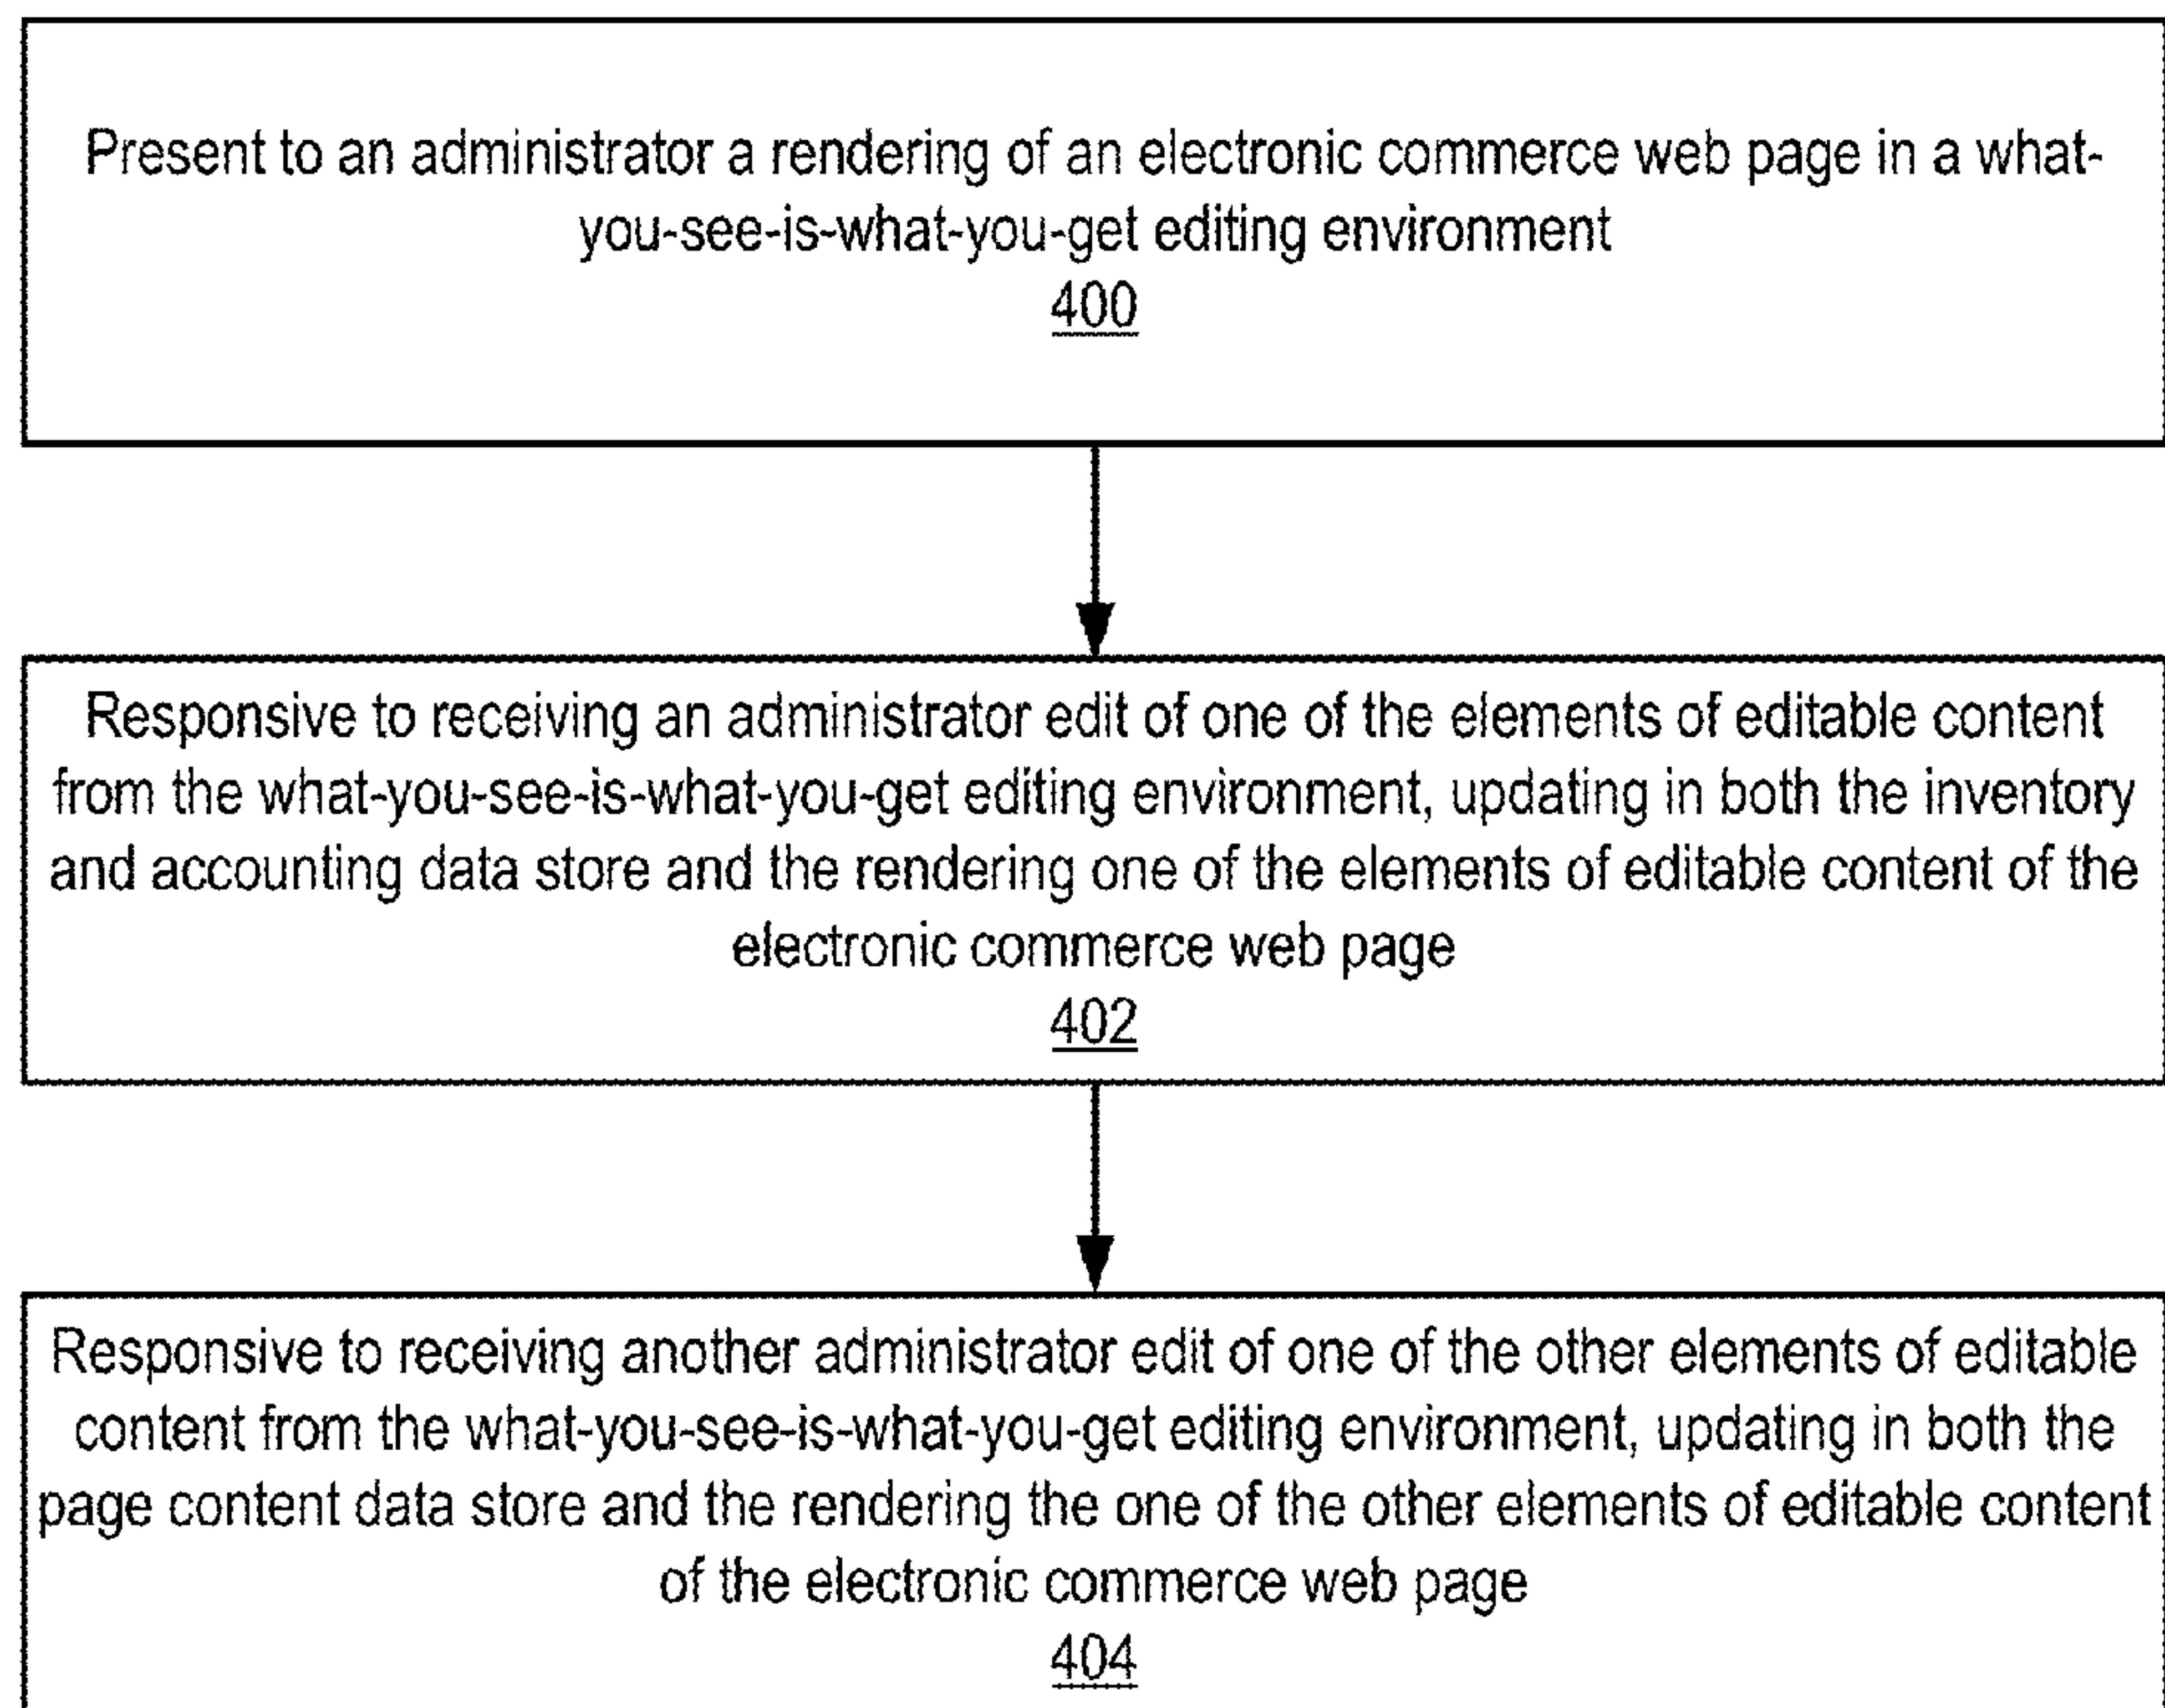 Present to an administrator a rendering of an electronic commerce web page in a what-
you-see-is-what-you-get editing environment
400
Responsive to receiving an administrator edit of one of the elements of editable content
from the what-you-see-is-what-you-get editing environment, updating in both the inventory
and accounting data store and the rendering one of the elements of editable content of the
electronic commerce web page
402
Responsive to receiving another administrator edit of one of the other elements of editable
content from the what-you-see-is-what-you-get editing environment, updating in both the
page content data store and the rendering the one of the other elements of editable content
of the electronic commerce web page
404